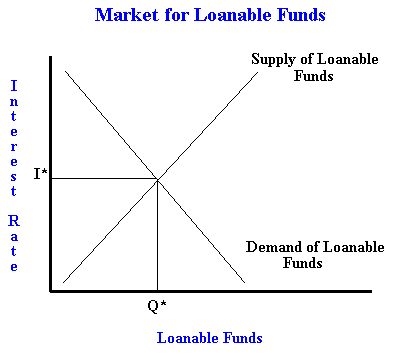 Market for Loanable Funds
Supply of Loanable
Funds
Interest Rate
I*
Demand of Loanable
Funds
Q*
Loanable Funds